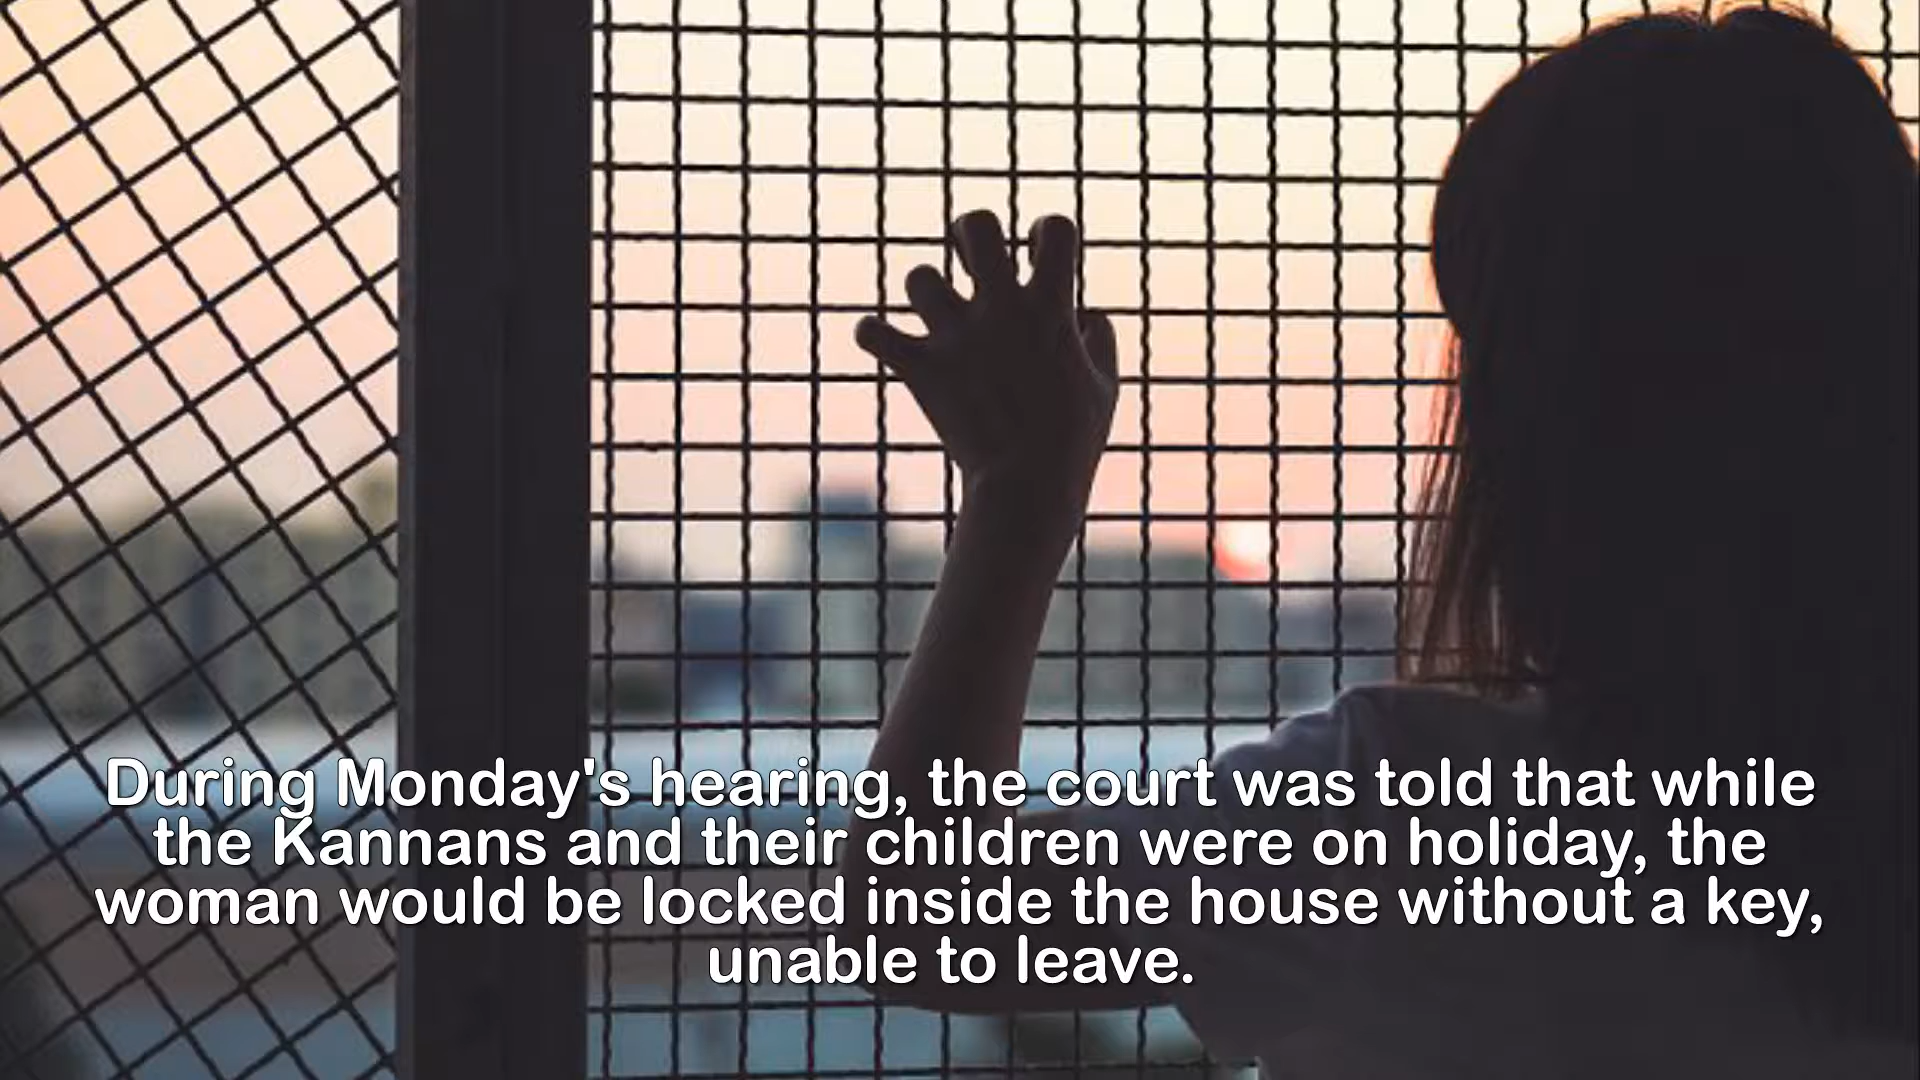 During Monday's hearing, the court was told that while
the Kannans and their children were on holiday, the
woman would be locked inside the house without a key,
unable to leave.